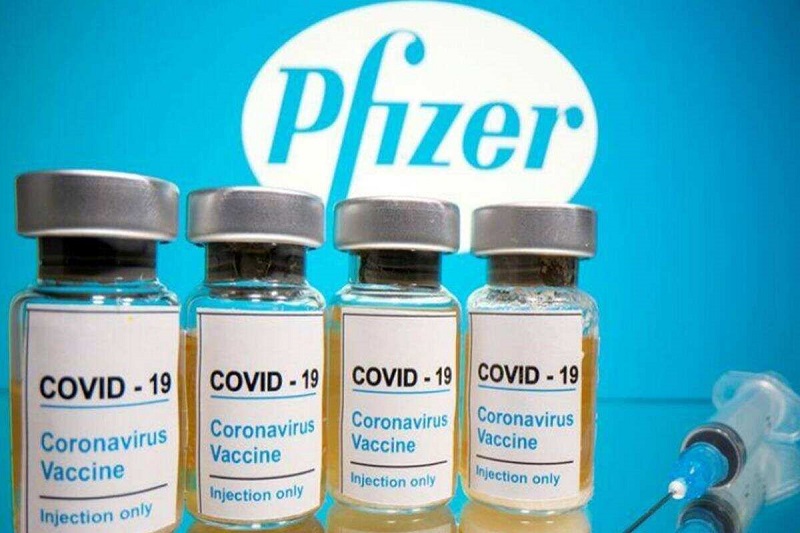 Pfizer
COVID - 19
Coronavirus
Vaccine
Injection only
COVID - 19
Coronavirus
Vaccine
Injection only
COVID - 19
Coronavirus
Vaccine
Injection only
COVID - 19
Coronavirus
Vaccine
Injection only